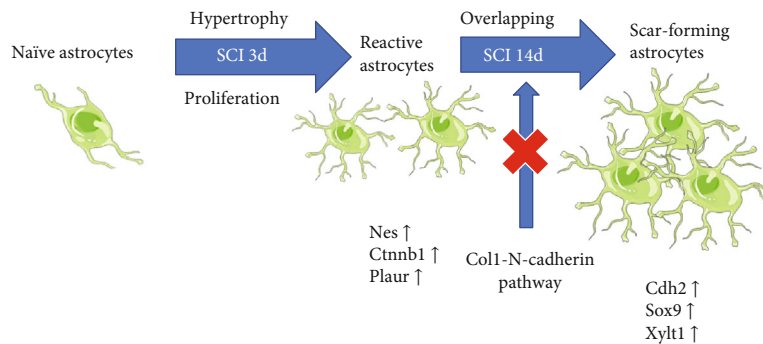 Naïve astrocytes
Hypertrophy
SCI 3d
Proliferation
Reactive
astrocytes
Nes ↑
Ctnnb1 ↑
Plaur ↑
Overlapping
SCI 14d
Col1-N-cadherin
pathway
Scar-forming
astrocytes
Cdh2 ↑
Sox9 ↑
Xylt1 ↑